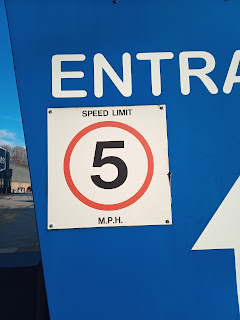 ENTRA
SPEED LIMIT
5
M.P.H.